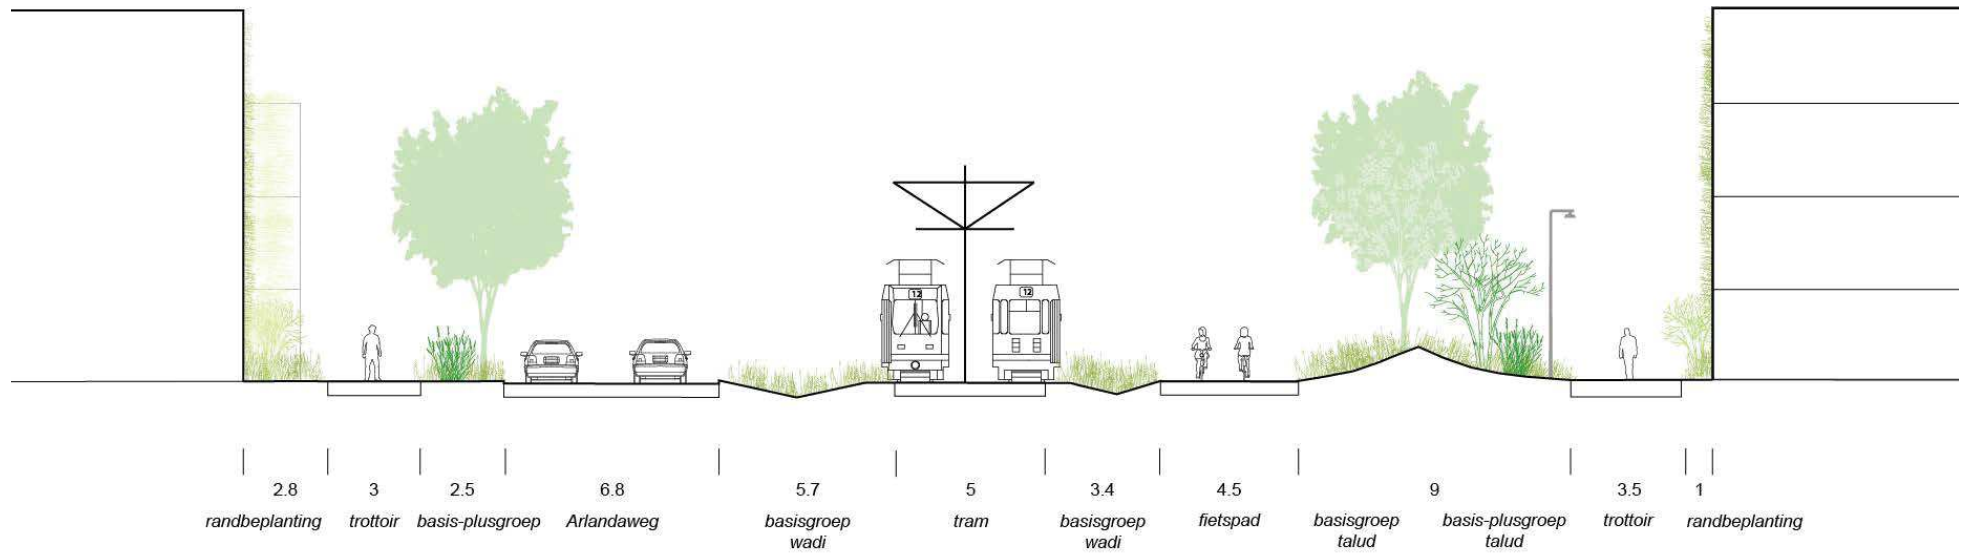 12 12
2.8 3 2.5 6.8 5.7 5 3.4 4.5 9 3.5 1
randbeplanting trottoir basis-plusgroep Arlandaweg basisgroep tram basisgroep fietspad basisgroep basis-plusgroep trottoir randbeplanting
wadi wadi talud talud